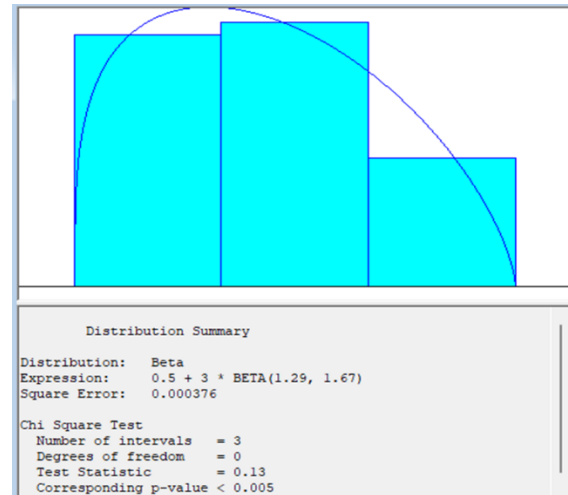 Distribution Summary
Distribution: Beta
Expression: 0.5 + 3 * BETA(1.29, 1.67)
Square Error: 0.000376
Chi Square Test
Number of intervals = 3
Degrees of freedom = 0
Test Statistic = 0.13
Corresponding p-value < 0.005